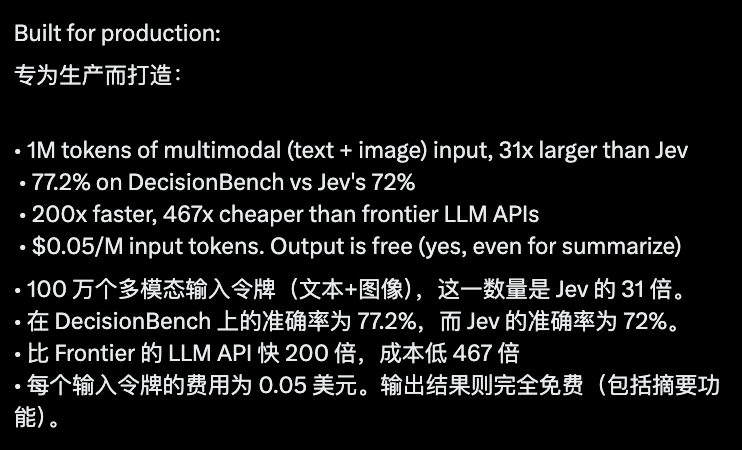 Built for production:
专为生产而打造：
• 1M tokens of multimodal (text + image) input, 31x larger than Jev
• 77.2% on DecisionBench vs Jev's 72%
• 200x faster, 467x cheaper than frontier LLM APIs
• $0.05/M input tokens. Output is free (yes, even for summarize)
• 100 万个多模态输入令牌（文本+图像），这一数量是 Jev 的 31 倍。
• 在 DecisionBench 上的准确率为 77.2%，而 Jev 的准确率为 72%。
• 比 Frontier 的 LLM API 快 200 倍，成本低 467 倍
• 每个输入令牌的费用为 0.05 美元。输出结果则完全免费（包括摘要功
能）。